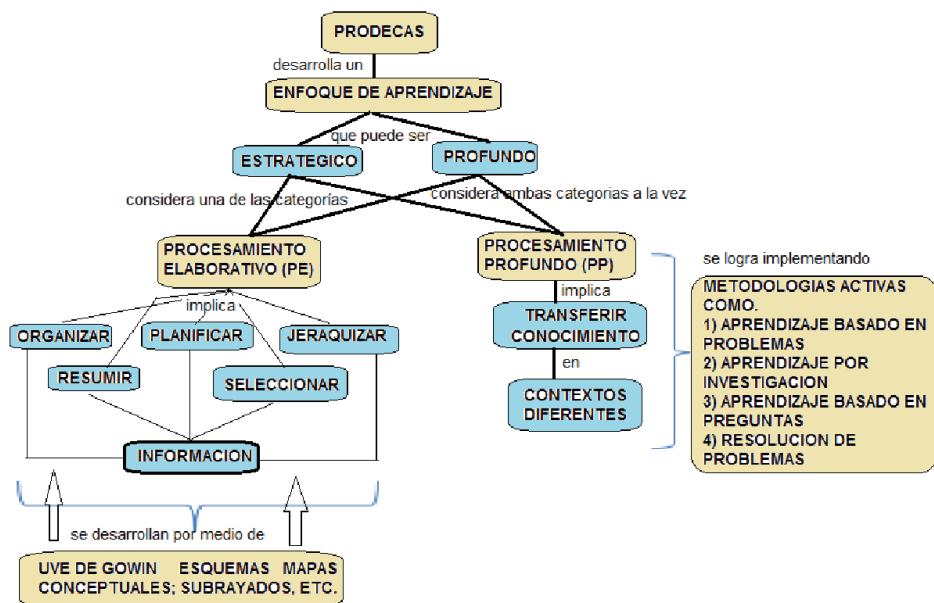 PRODECAS
desarrolla un
ENFOQUE DE APRENDIZAJE
que puede ser
ESTRATEGICO
PROFUNDO
considera una de las categorías
considera ambas categorias a la vez
PROCESAMIENTO
ELABORATIVO (PE)
PROCESAMIENTO
PROFUNDO (PP)
implica
ORGANIZAR
PLANIFICAR
JERAQUIZAR
RESUMIR
SELECCIONAR
INFORMACION
implica
TRANSFERIR
CONOCIMIENTO
en
CONTEXTOS
DIFERENTES
se logra implementando
METODOLOGIAS ACTIVAS
COMO.
1) APRENDIZAJE BASADO EN
PROBLEMAS
2) APRENDIZAJE POR
INVESTIGACION
3) APRENDIZAJE BASADO EN
PREGUNTAS
4) RESOLUCION DE
PROBLEMAS
se desarrollan por medio de
UVE DE GOWIN ESQUEMAS MAPAS
CONCEPTUALES; SUBRAYADOS, ETC.